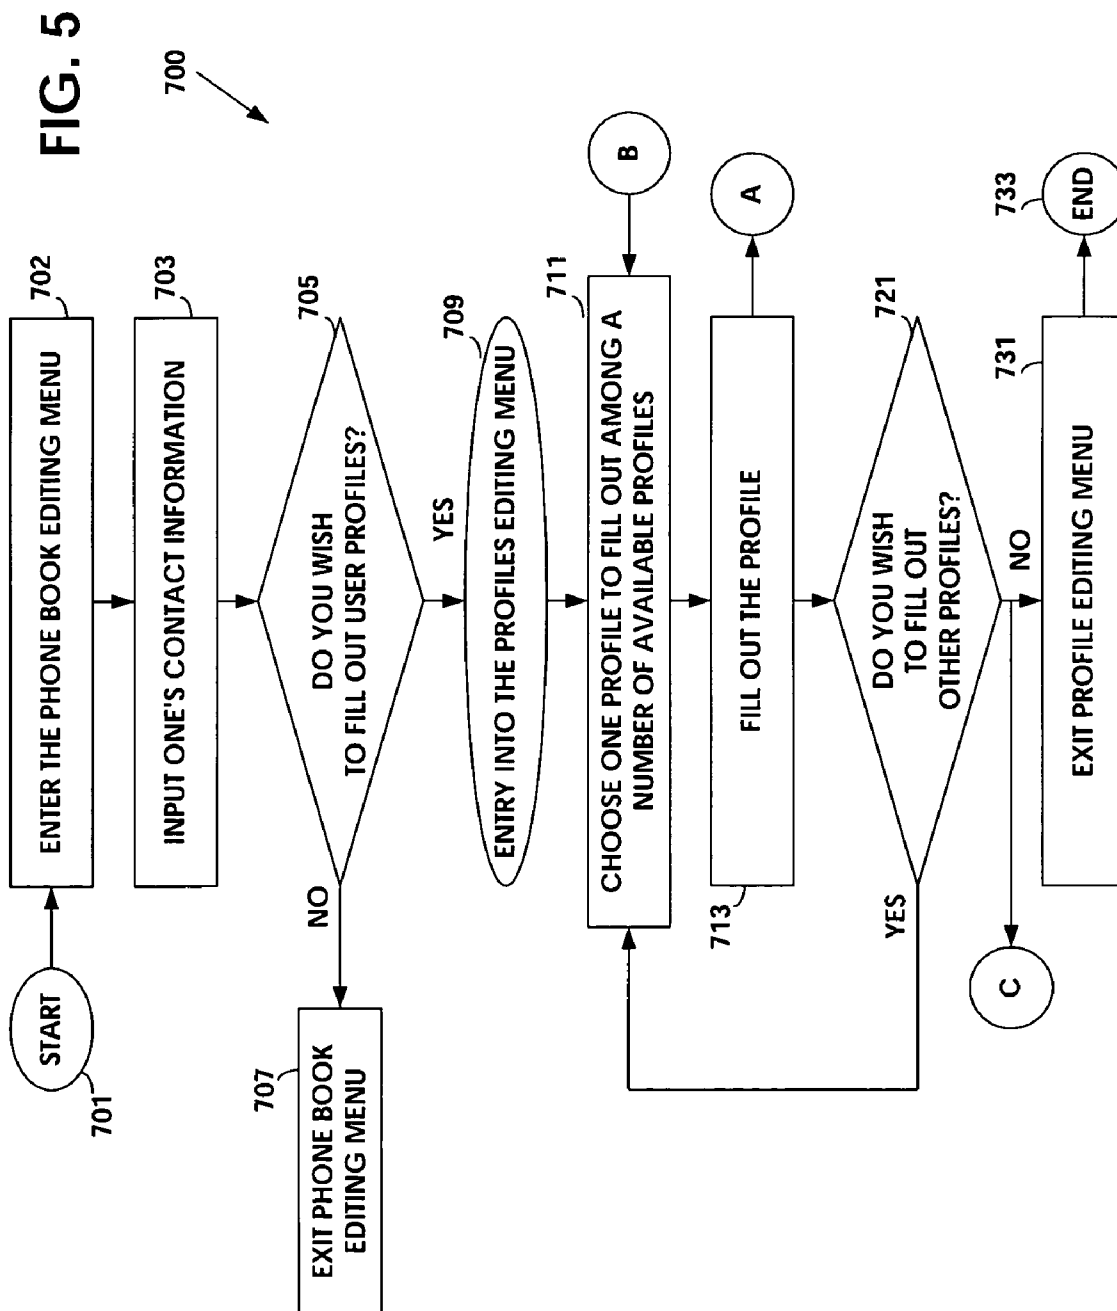 FIG. 5
700
START
701
ENTER THE PHONE BOOK EDITING MENU
702
INPUT ONE'S CONTACT INFORMATION
703
DO YOU WISH
TO FILL OUT USER PROFILES?
705
NO
YES
EXIT PHONE BOOK
EDITING MENU
707
ENTRY INTO THE PROFILES EDITING MENU
709
CHOOSE ONE PROFILE TO FILL OUT AMONG A
NUMBER OF AVAILABLE PROFILES
711
B
FILL OUT THE PROFILE
713
A
DO YOU WISH
TO FILL OUT
OTHER PROFILES?
721
YES
NO
C
EXIT PROFILE EDITING MENU
731
END
733